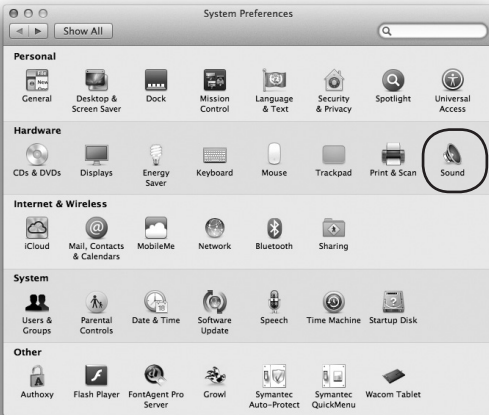 System Preferences
Show All
Personal
General
Desktop &
Screen Saver
Dock
Mission
Control
Language
& Text
Security
& Privacy
Spotlight
Universal
Access
Hardware
CDs & DVDs
Displays
Energy
Saver
Keyboard
Mouse
Trackpad
Print & Scan
Sound
Internet & Wireless
iCloud
Mail, Contacts
& Calendars
MobileMe
Network
Bluetooth
Sharing
System
Users &
Groups
Parental
Controls
Date & Time
Software
Update
Speech
Time Machine
Startup Disk
Other
Authoxy
Flash Player
FontAgent Pro
Server
Growl
Symantec
Auto-Protect
Symantec
QuickMenu
Wacom Tablet